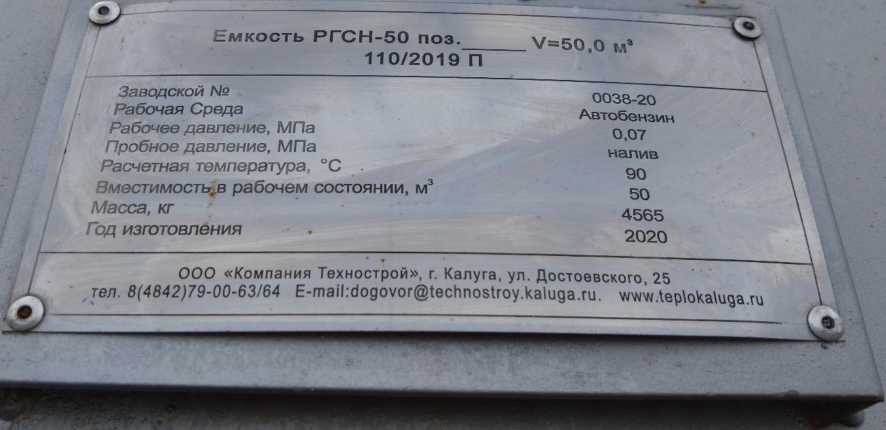 Емкость РГСН-50 поз._____ V=50,0 м³
110/2019 П
Заводской № 0038-20
Рабочая Среда Автобензин
Рабочее давление, МПа 0,07
Пробное давление, МПа налив
Расчетная температура, °С 90
Вместимость в рабочем состоянии, м³ 50
Масса, кг 4565
Год изготовления 2020
ООО «Компания Технострой», г. Калуга, ул. Достоевского, 25
тел. 8(4842)79-00-63/64 E-mail:dogovor@technostroy.kaluga.ru. www.teplokaluga.ru